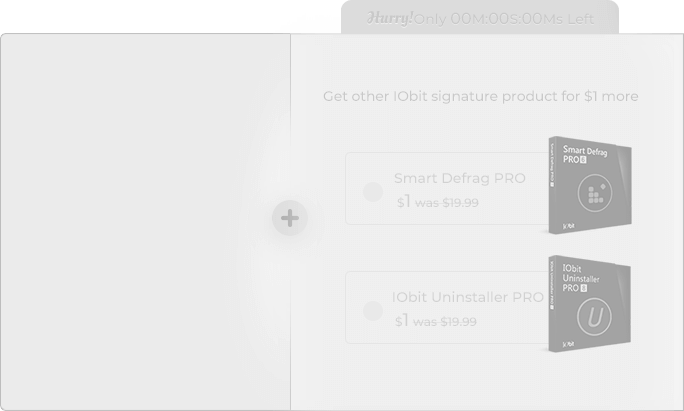 Hurry! Only 00M:00S:00Ms Left
Get other IObit signature product for $1 more
Smart Defrag PRO
$1 was $19.99
Smart Defrag
PRO 6
IObit Uninstaller PRO
$1 was $19.99
IObit
Uninstaller
PRO 9